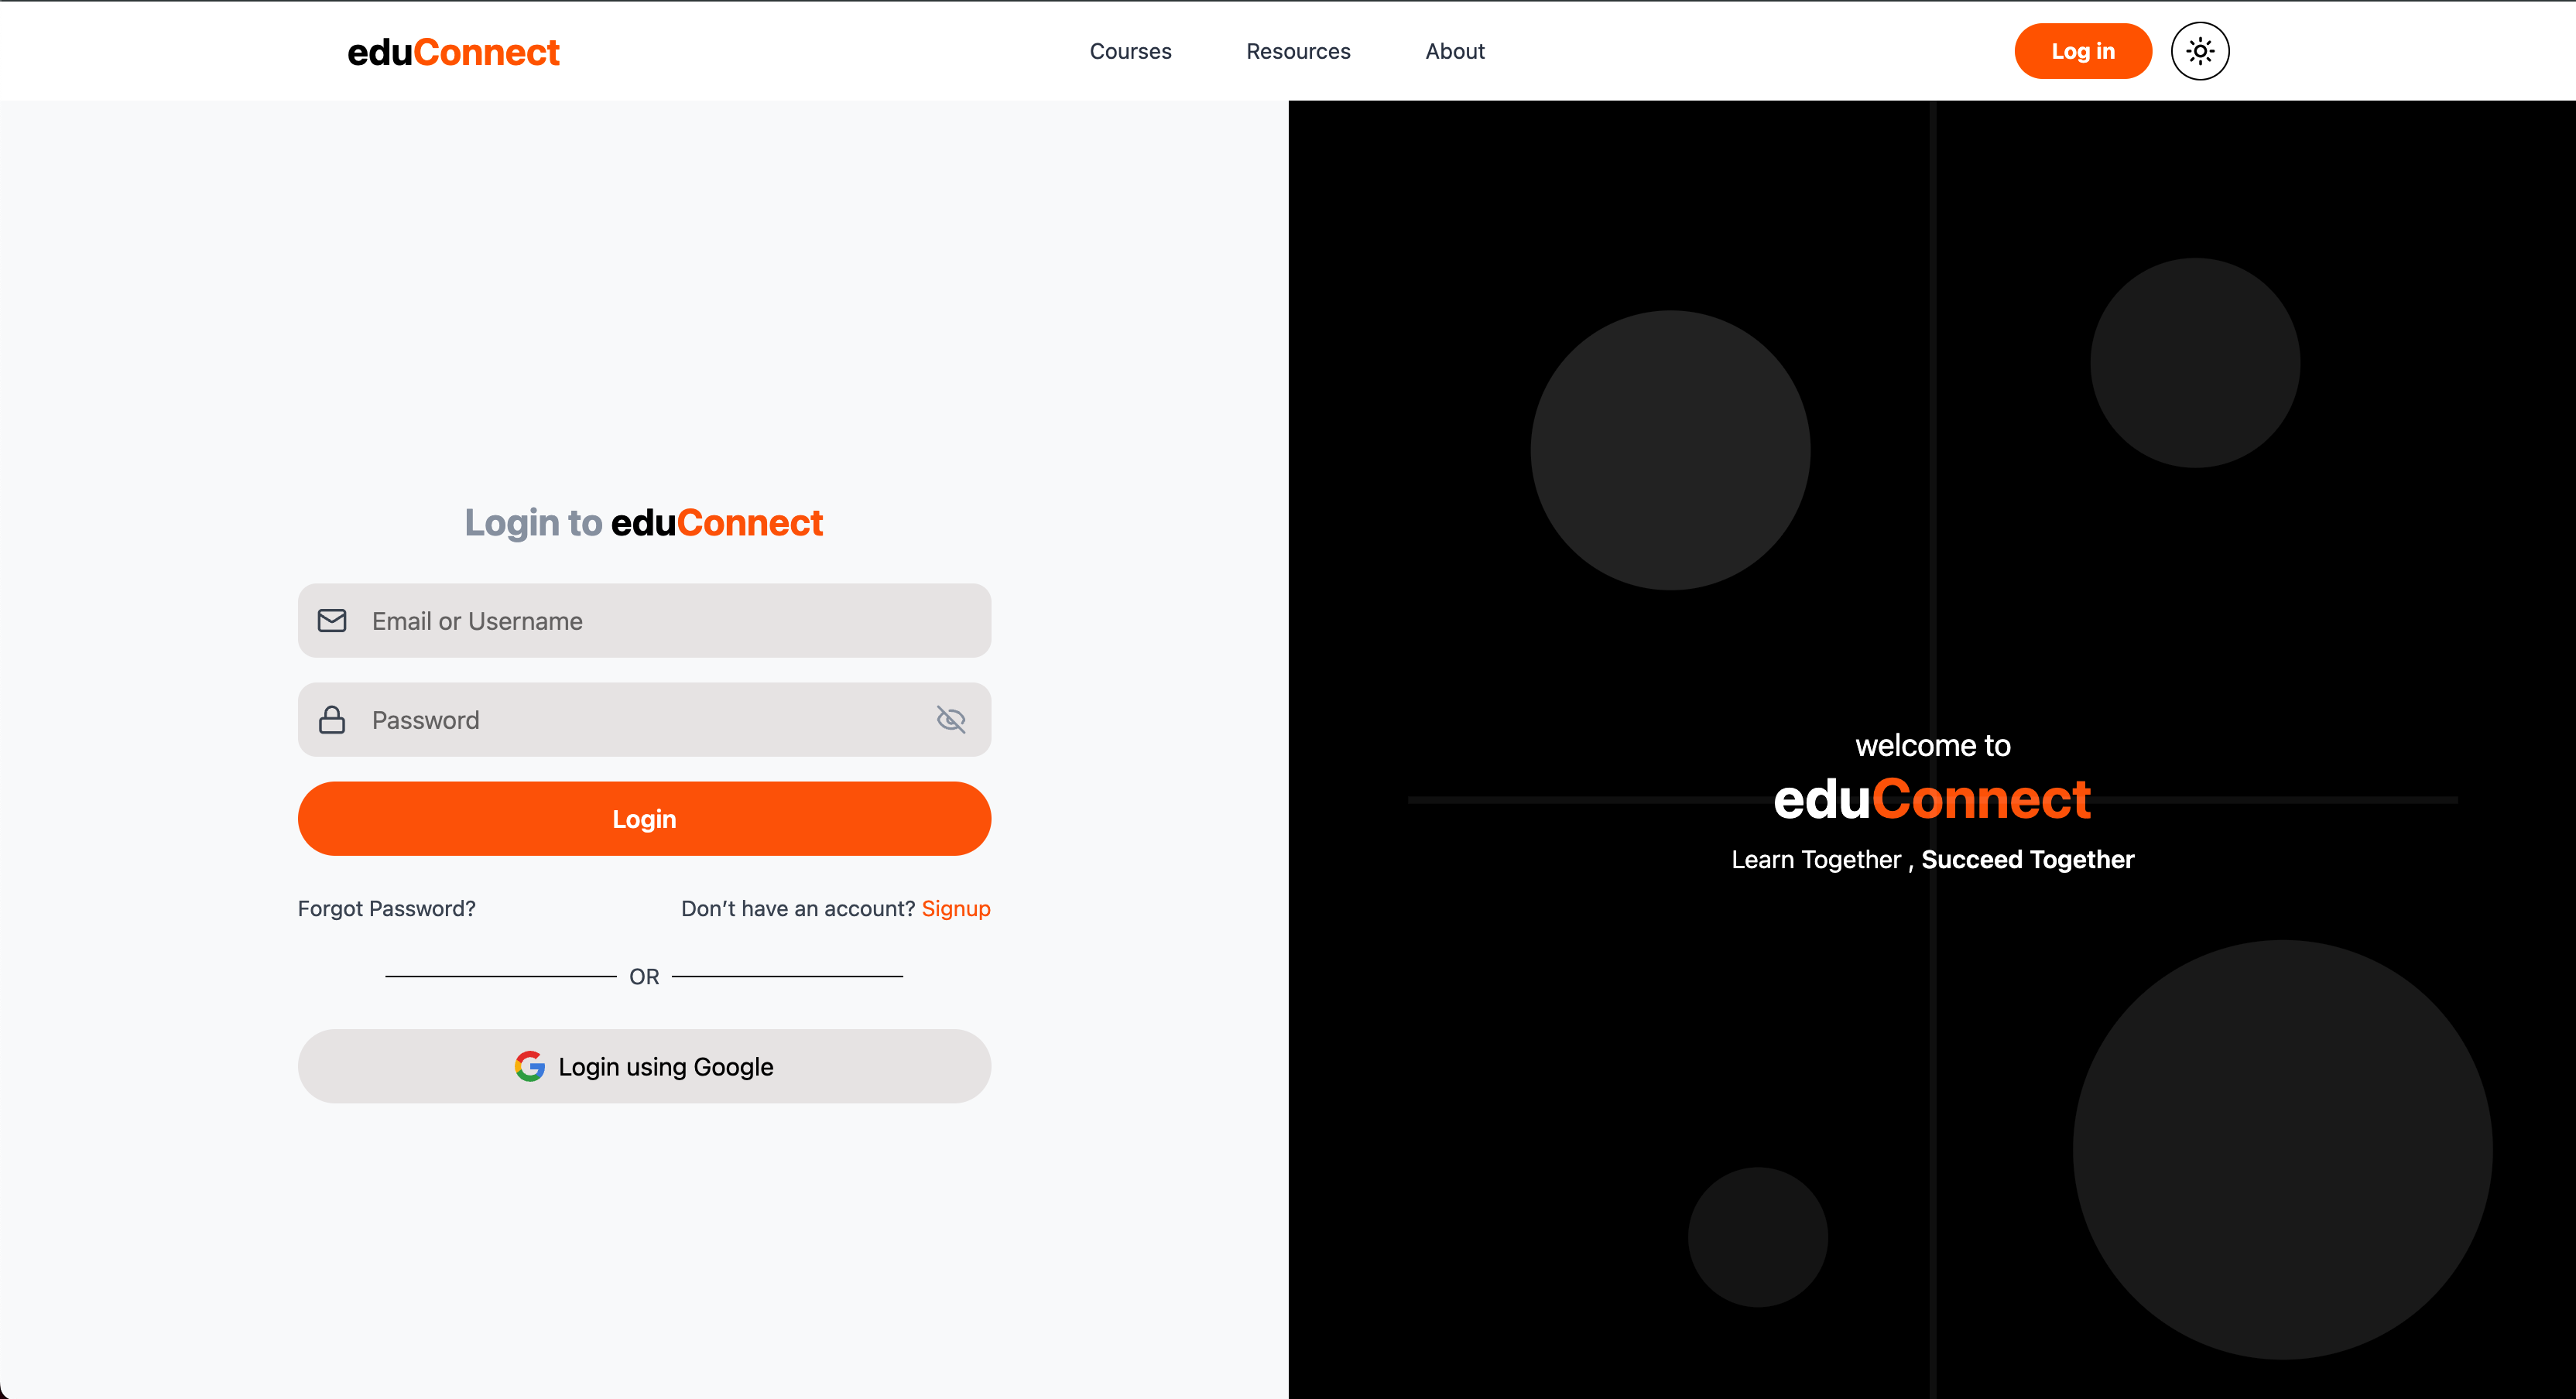 eduConnect
Courses
Resources
About
Log in
Login to eduConnect
Email or Username
Password
Login
Forgot Password?
Don’t have an account? Signup
OR
Login using Google
welcome to
eduConnect
Learn Together , Succeed Together